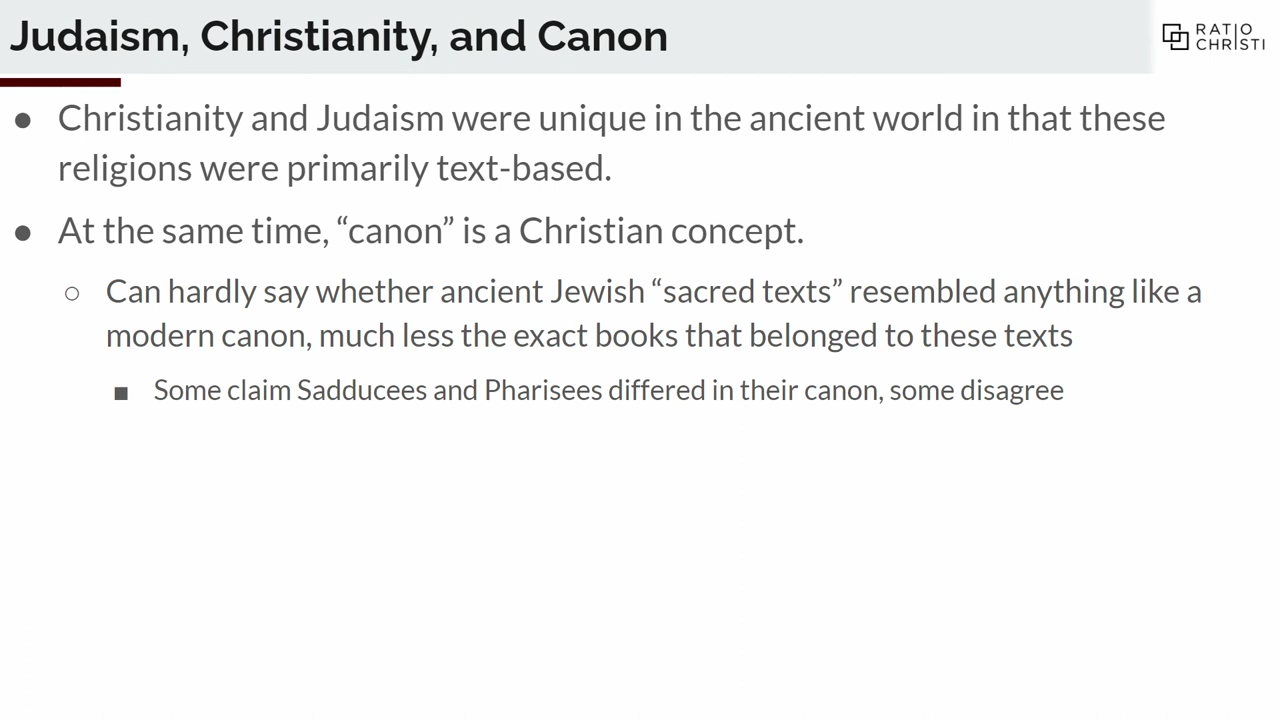 Judaism, Christianity, and Canon
RATIO
CHRISTI
● Christianity and Judaism were unique in the ancient world in that these
religions were primarily text-based.
● At the same time, “canon” is a Christian concept.
○ Can hardly say whether ancient Jewish “sacred texts” resembled anything like a
modern canon, much less the exact books that belonged to these texts
■ Some claim Sadducees and Pharisees differed in their canon, some disagree